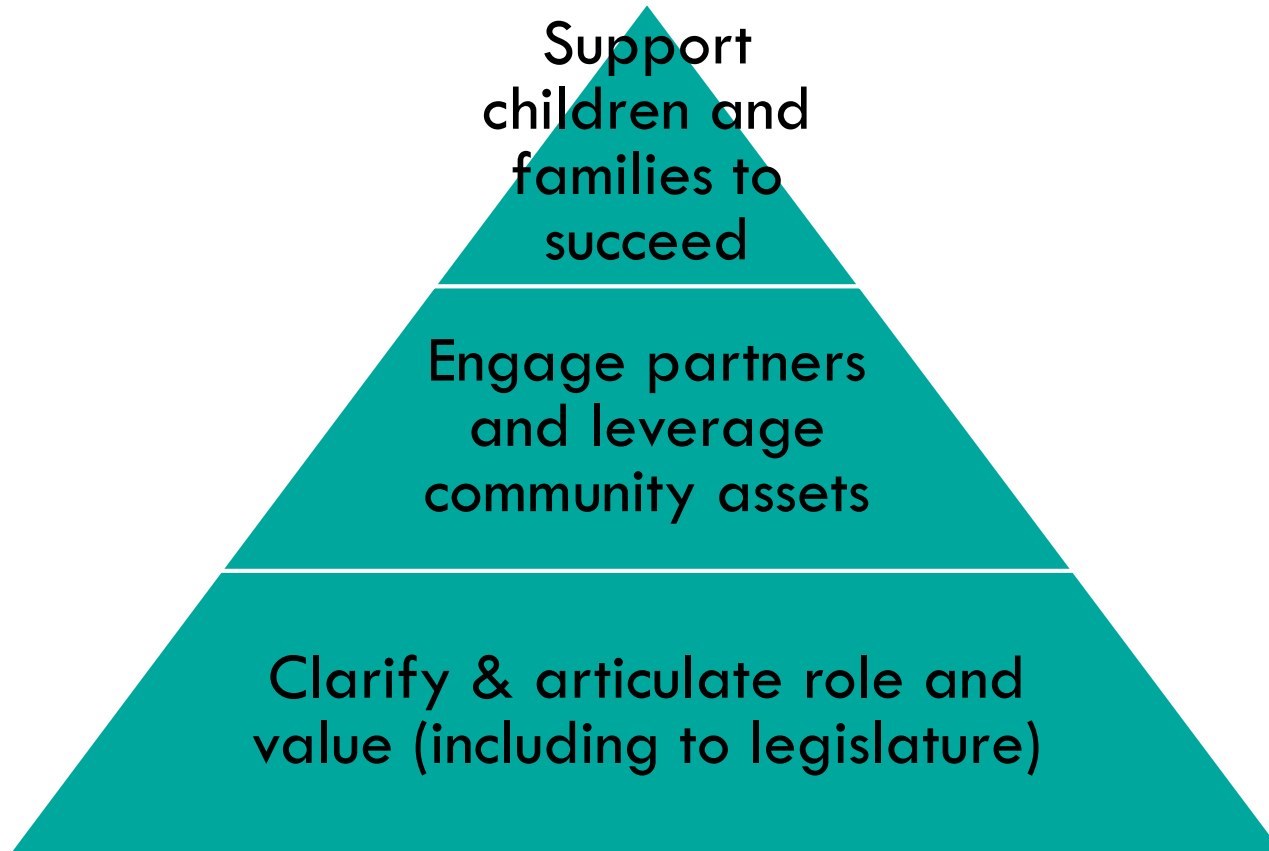 Support
children and
families to
succeed
Engage partners
and leverage
community assets
Clarify & articulate role and
value (including to legislature)